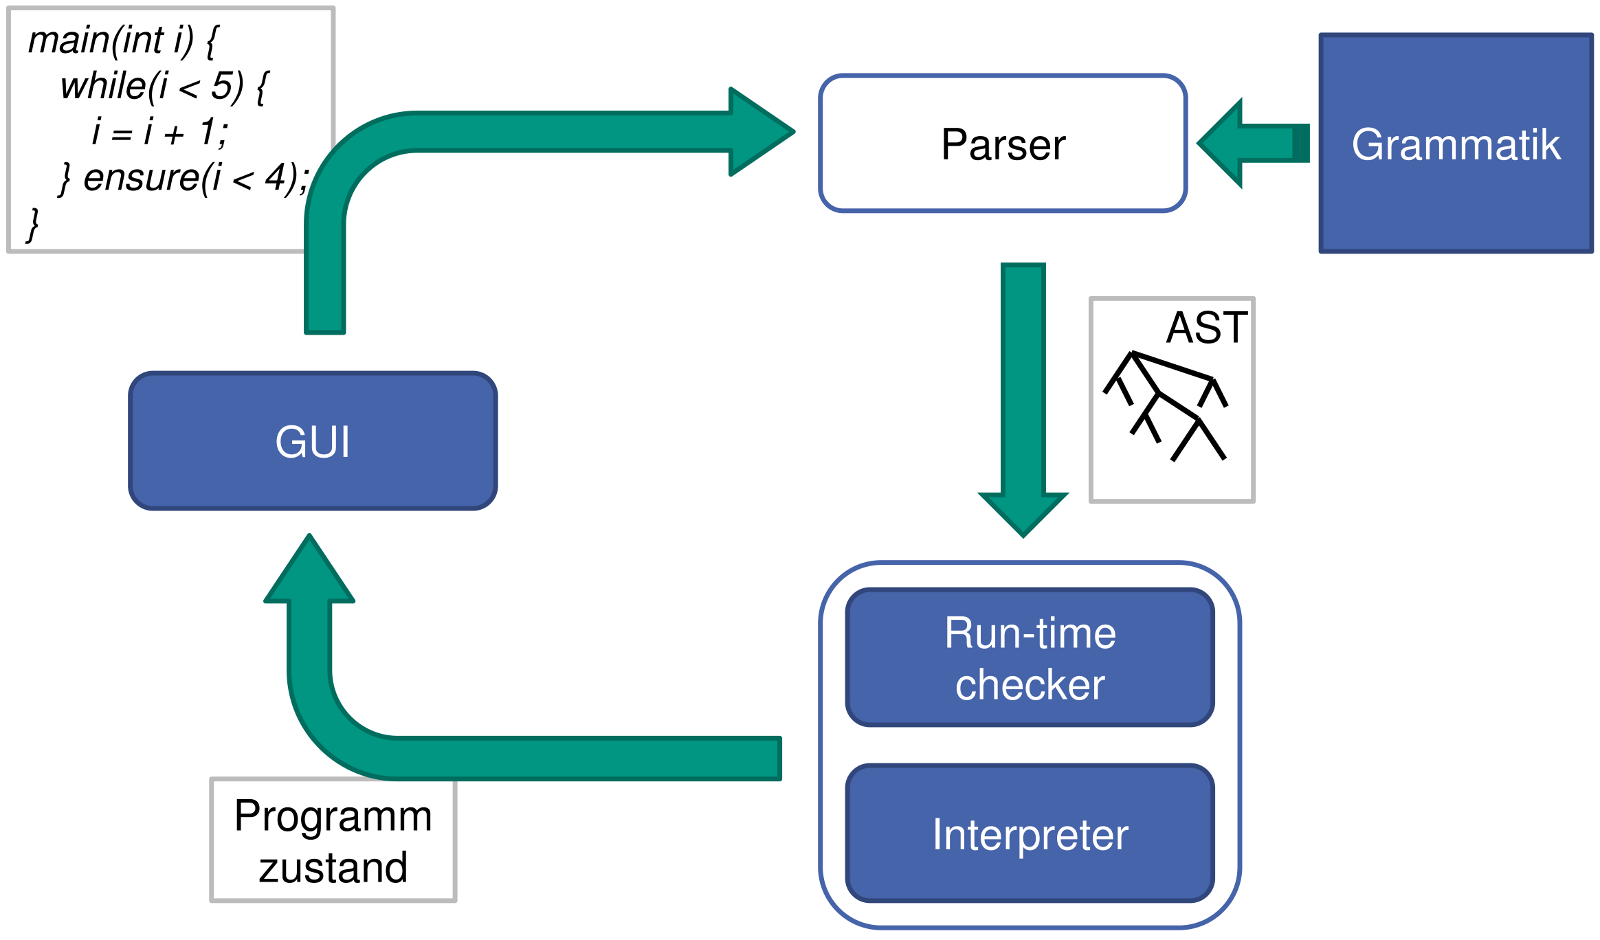 main(int i) {
while(i < 5) {
i = i + 1;
} ensure(i < 4);
}
Parser
Grammatik
AST
GUI
Run-time
checker
Programm
zustand
Interpreter